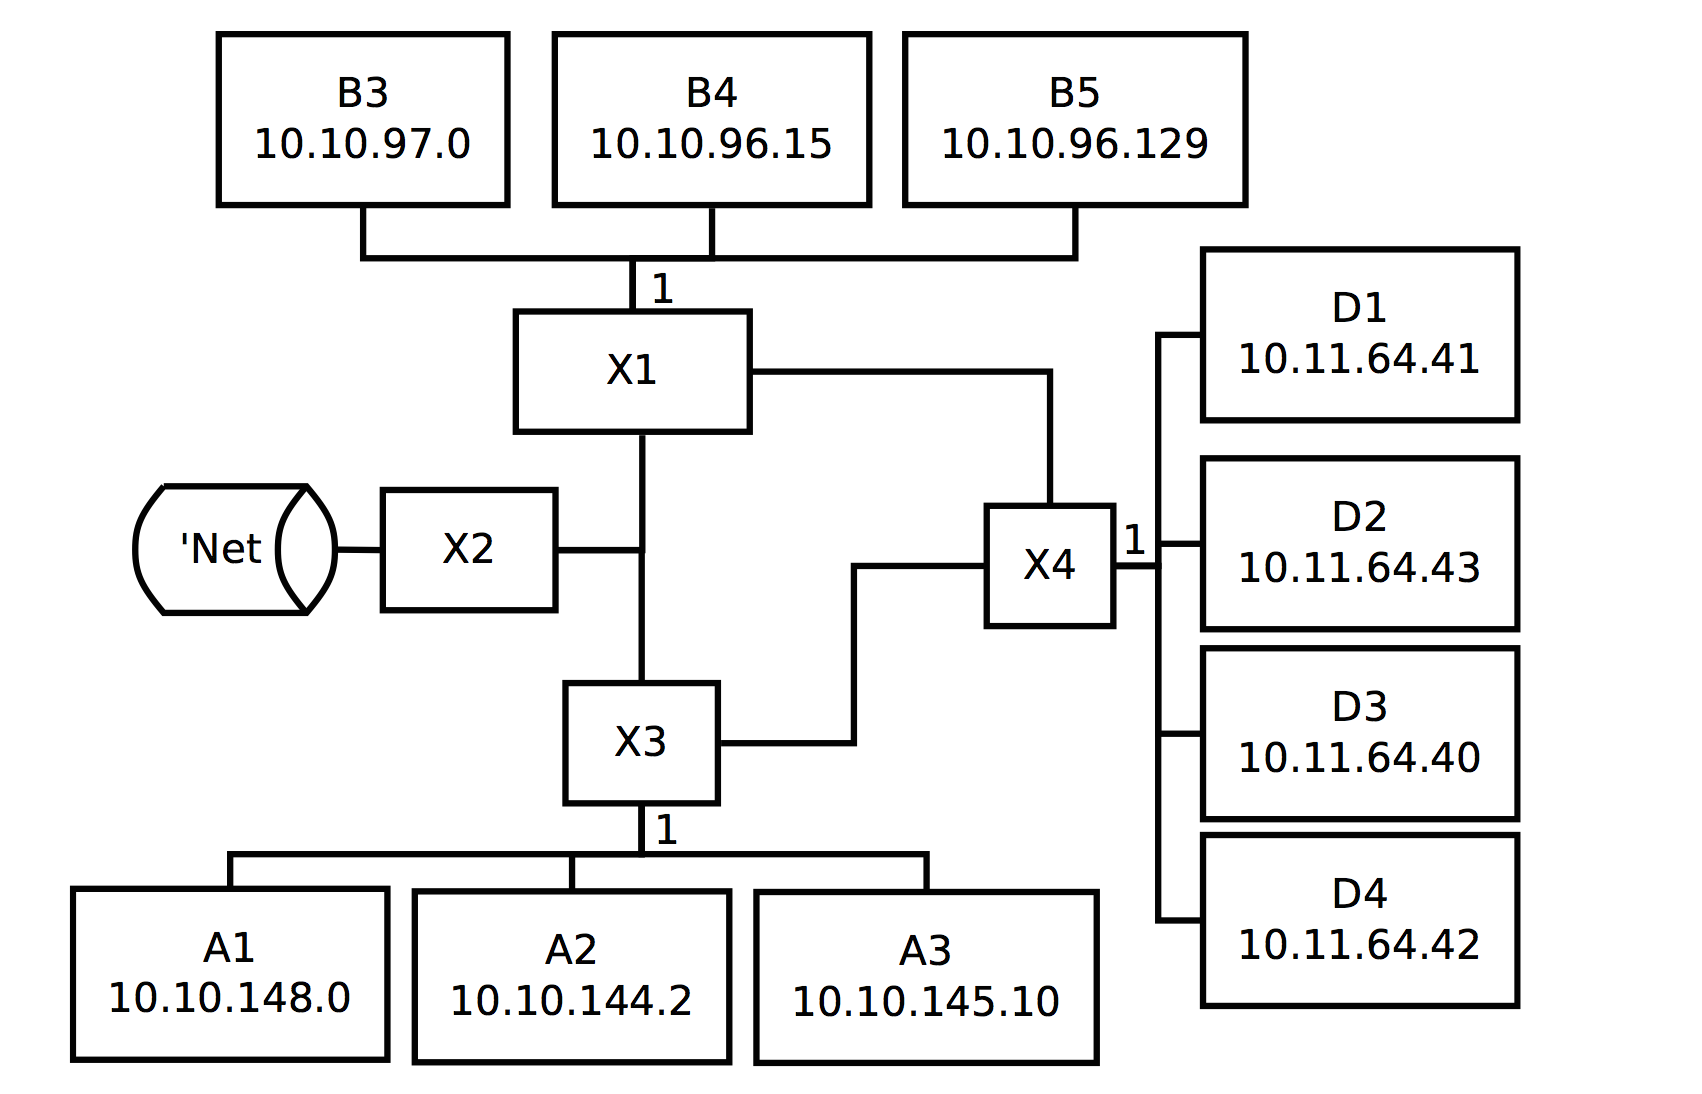 B3
10.10.97.0
B4
10.10.96.15
B5
10.10.96.129
1
X1
D1
10.11.64.41
'Net
X2
X4
1
D2
10.11.64.43
X3
1
D3
10.11.64.40
A1
10.10.148.0
A2
10.10.144.2
A3
10.10.145.10
D4
10.11.64.42